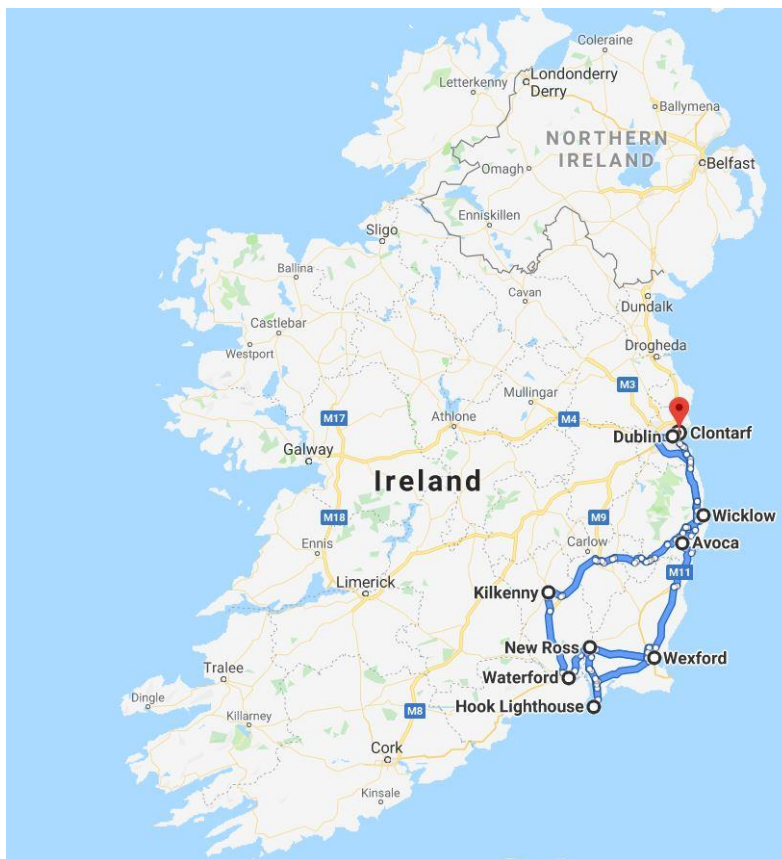 Coleraine
Letterkenny
Londonderry
Derry
Ballymena
NORTHERN
IRELAND
Belfast
Omagh
Enniskillen
Sligo
Ballina
Cavan
Dundalk
Castlebar
Westport
Drogheda
M3
Mullingar
M17
Athlone
M4
Clontarf
Dublin
Galway
Ireland
M18
M9
Wicklow
Ennis
Carlow
Avoca
M11
Limerick
Kilkenny
New Ross
Wexford
Tralee
Waterford
Dingle
Hook Lighthouse
M8
Killarney
Cork
Kinsale